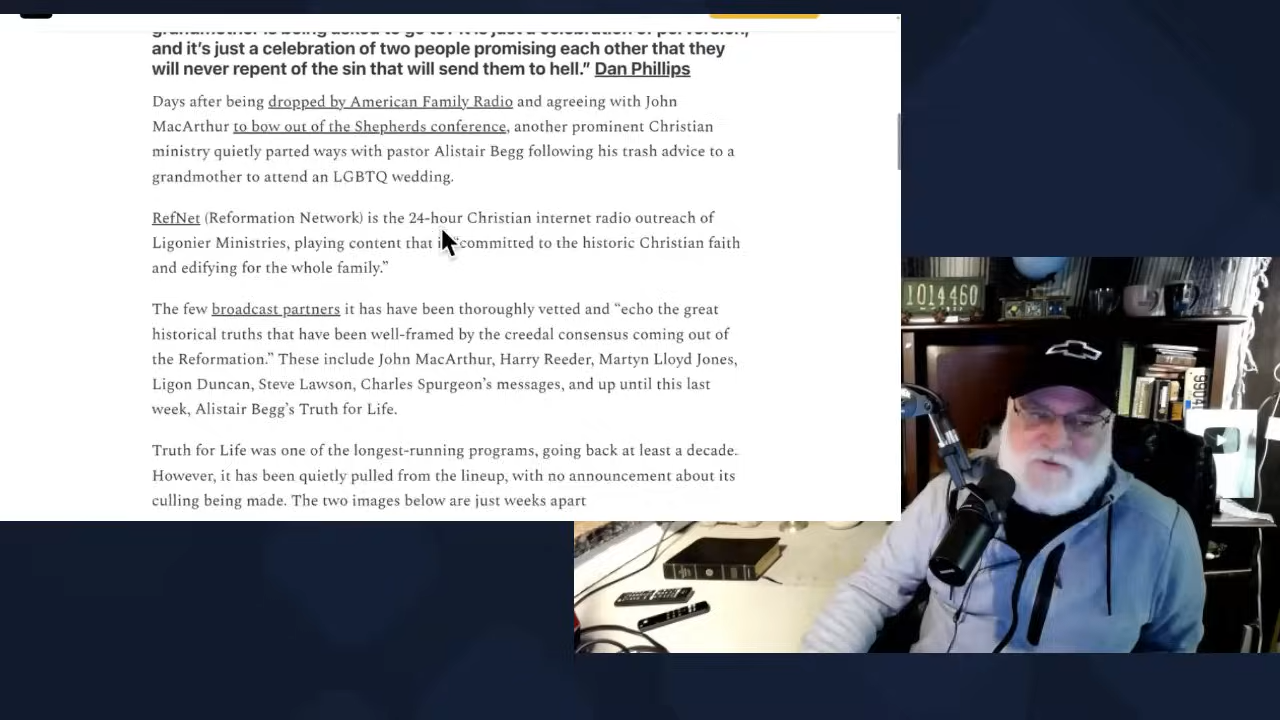 and it’s just a celebration of two people promising each other that they
will never repent of the sin that will send them to hell.” Dan Phillips
Days after being dropped by American Family Radio and agreeing with John
MacArthur to bow out of the Shepherds conference, another prominent Christian
ministry quietly parted ways with pastor Alistair Begg following his trash advice to a
grandmother to attend an LGBTQ wedding.
RefNet (Reformation Network) is the 24-hour Christian internet radio outreach of
Ligonier Ministries, playing content that “committed to the historic Christian faith
and edifying for the whole family.”
The few broadcast partners it has have been thoroughly vetted and “echo the great
historical truths that have been well-framed by the creedal consensus coming out of
the Reformation.” These include John MacArthur, Harry Reeder, Martyn Lloyd Jones,
Ligon Duncan, Steve Lawson, Charles Spurgeon’s messages, and up until this last
week, Alistair Begg’s Truth for Life.
Truth for Life was one of the longest-running programs, going back at least a decade.
However, it has been quietly pulled from the lineup, with no announcement about its
culling being made. The two images below are just weeks apart
1014460